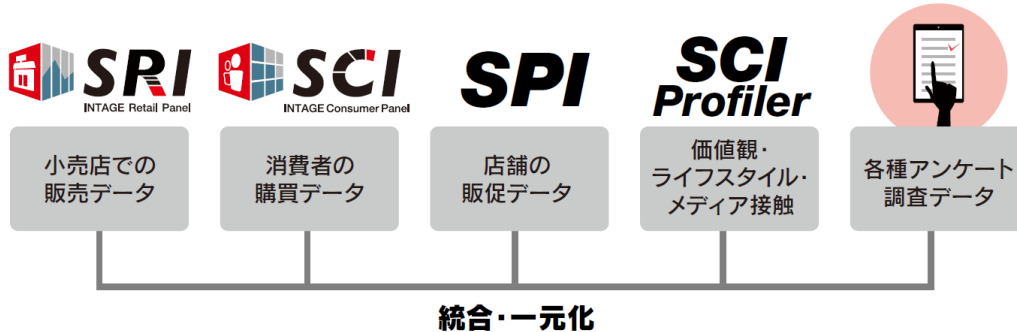 SRI
INTAGE Retail Panel
SCI
INTAGE Consumer Panel
SPI
SCI
Profiler
小売店での
販売データ
消費者の
購買データ
店舗の
販促データ
価値観・
ライフスタイル・
メディア接触
各種アンケート
調査データ
統合・一元化